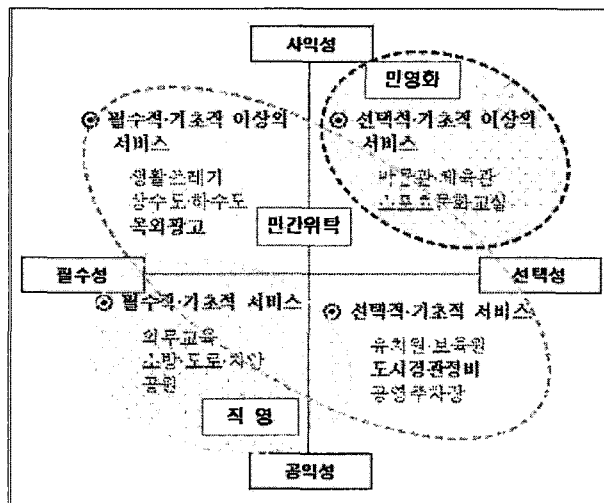 사익성
민영화
◉ 필수적·기초적 이상의
서비스
생활쓰레기
상수도·하수도
옥외광고
◉ 선택적·기초적 이상의
서비스
박물관·체육관
스포츠문화교실
민간위탁
필수성
선택성
◉ 필수적·기초적 서비스
의무교육
소방·도로·치안
공원
◉ 선택적·기초적 서비스
유치원·보육원
도시경관정비
공영주차장
직 영
공익성